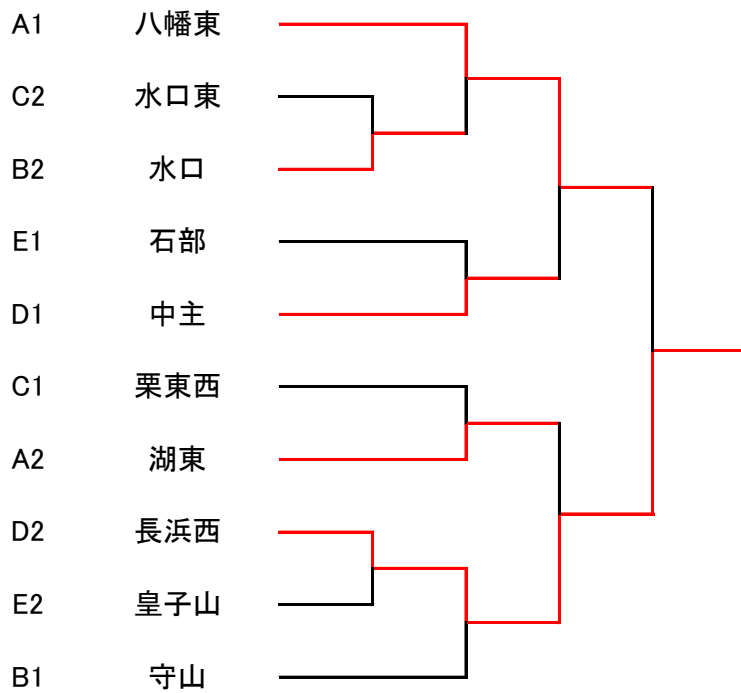 A1 八幡東
C2 水口東
B2 水口
E1 石部
D1 中主
C1 栗東西
A2 湖東
D2 長浜西
E2 皇子山
B1 守山